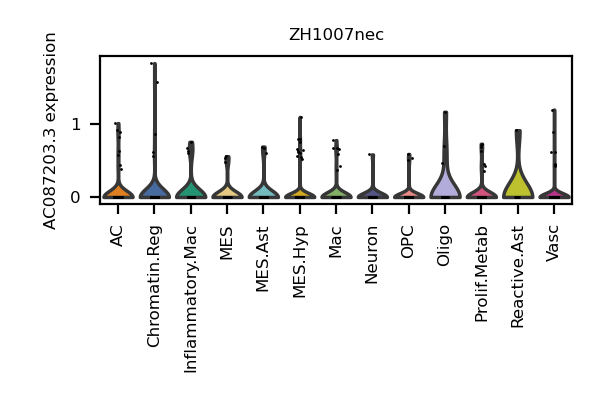 ZH1007nec
AC087203.3 expression
1
0
AC
Chromatin.Reg
Inflammatory.Mac
MES
MES.Ast
MES.Hyp
Mac
Neuron
OPC
Oligo
Prolif.Metab
Reactive.Ast
Vasc